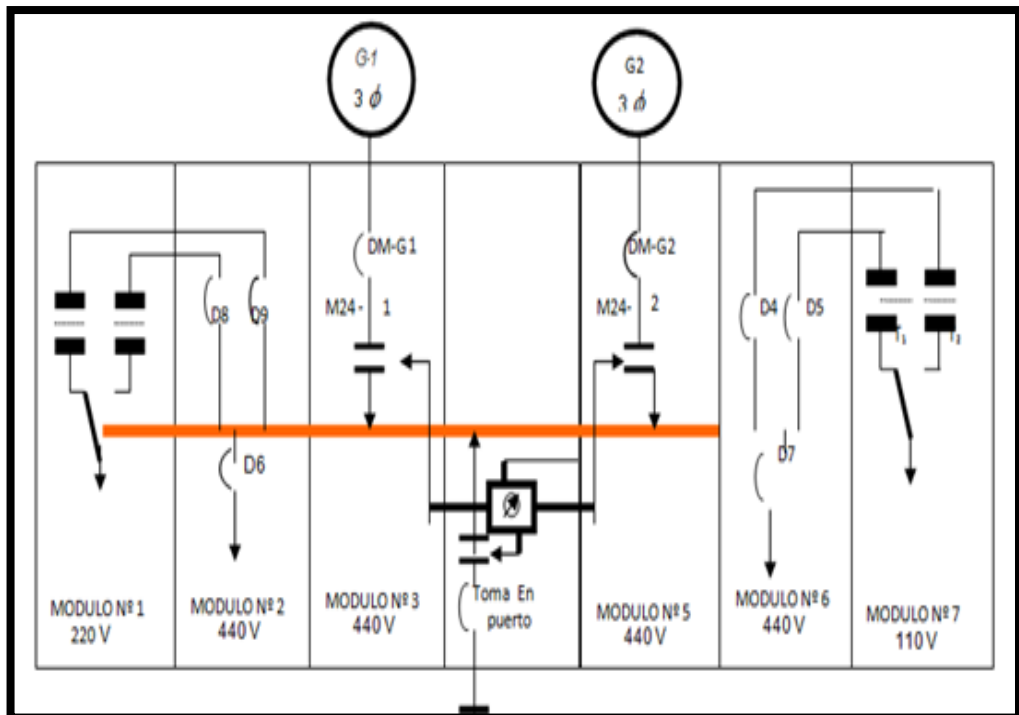 G-1
3 ϕ
G2
3 ϕ
DM-G1
M24 - 1
DM-G2
M24- 2
D8
D9
D4
D5
T₁
T₂
D6
D7
MODULO Nº 1
220 V
MODULO Nº 2
440 V
MODULO Nº 3
440 V
Toma En
puerto
MODULO Nº 5
440 V
MODULO Nº 6
440 V
MODULO Nº 7
110 V